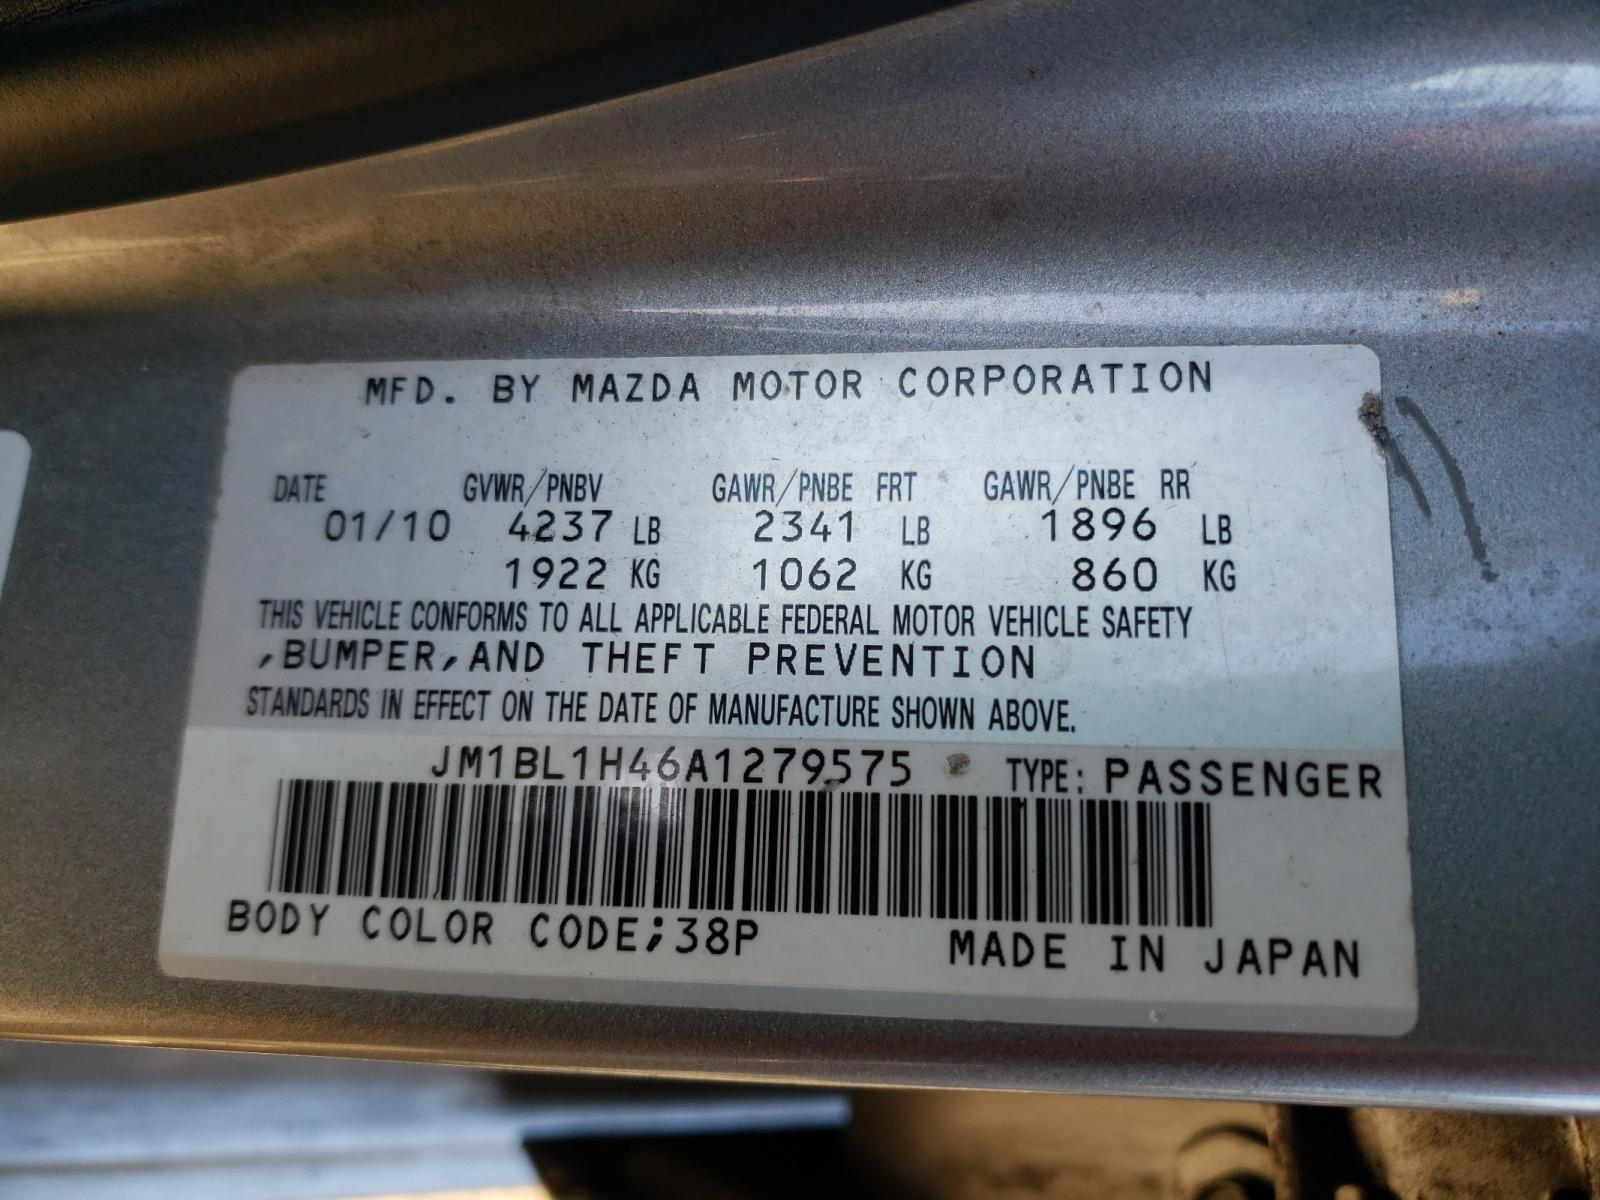 MFD. BY MAZDA MOTOR CORPORATION
DATE GVWR/PNBV GAWR/PNBE FRT GAWR/PNBE RR
01/10 4237 LB 2341 LB 1896 LB
1922 KG 1062 KG 860 KG
THIS VEHICLE CONFORMS TO ALL APPLICABLE FEDERAL MOTOR VEHICLE SAFETY
,BUMPER,AND THEFT PREVENTION
STANDARDS IN EFFECT ON THE DATE OF MANUFACTURE SHOWN ABOVE.
JM1BL1H46A1279575 TYPE: PASSENGER
BODY COLOR CODE;38P MADE IN JAPAN